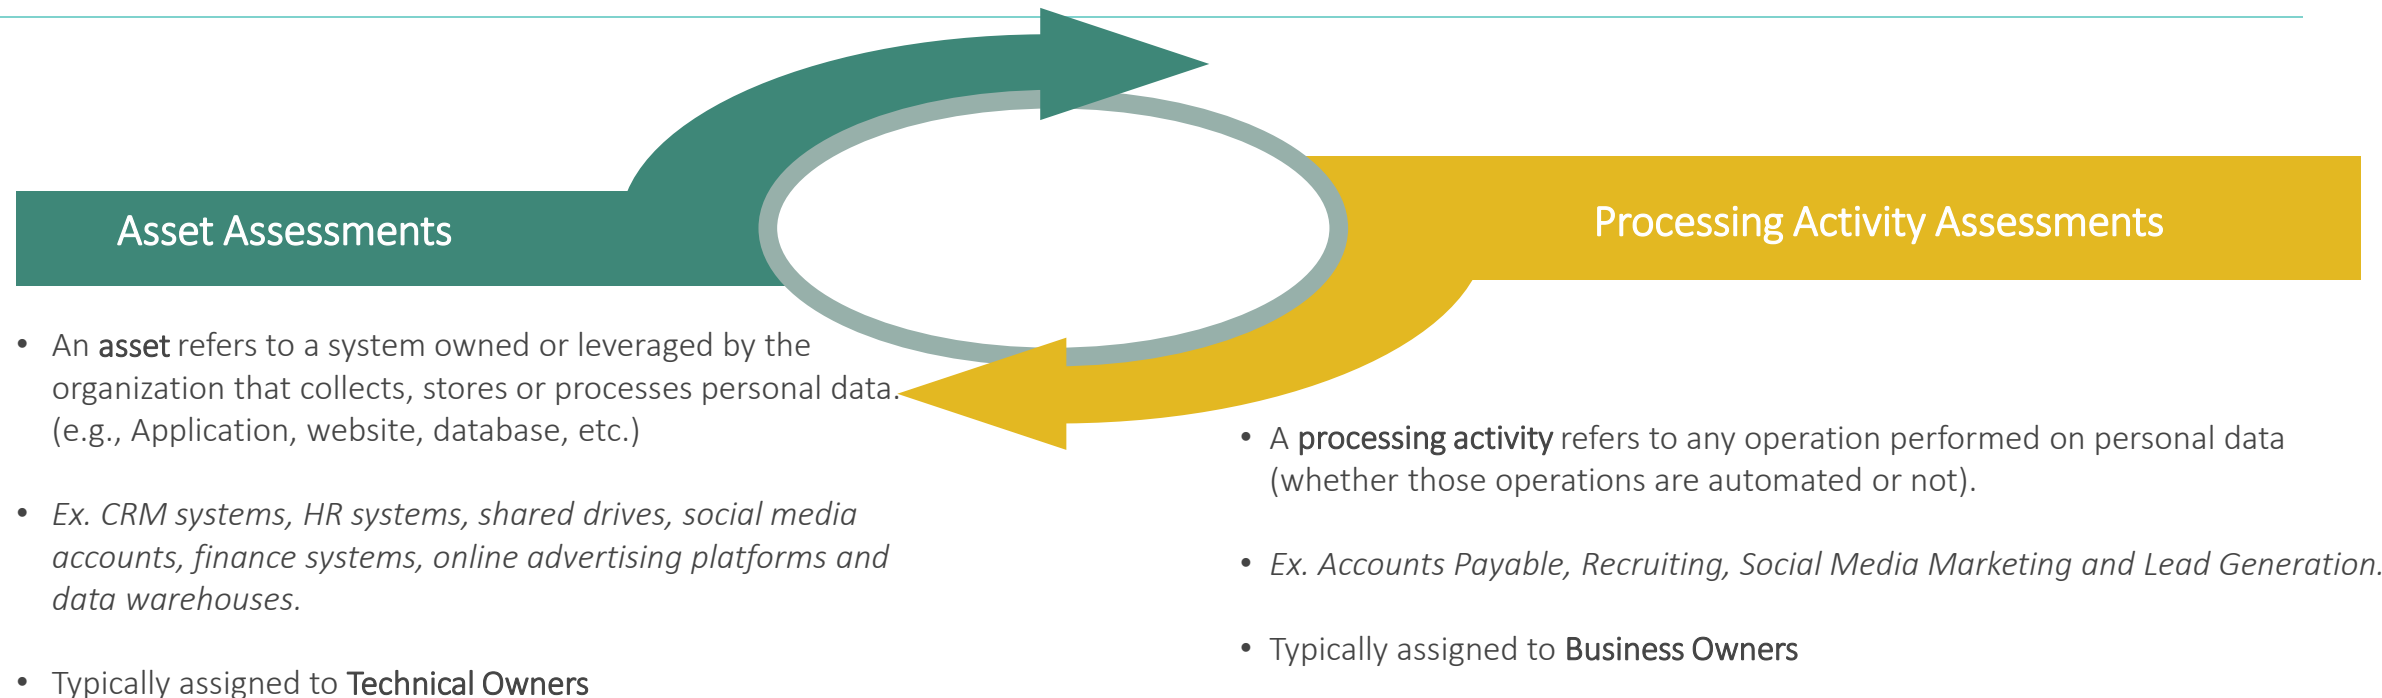 Asset Assessments
Processing Activity Assessments
• An asset refers to a system owned or leveraged by the
organization that collects, stores or processes personal data.
(e.g., Application, website, database, etc.)
• Ex. CRM systems, HR systems, shared drives, social media
accounts, finance systems, online advertising platforms and
data warehouses.
• Typically assigned to Technical Owners
• A processing activity refers to any operation performed on personal data
(whether those operations are automated or not).
• Ex. Accounts Payable, Recruiting, Social Media Marketing and Lead Generation.
• Typically assigned to Business Owners